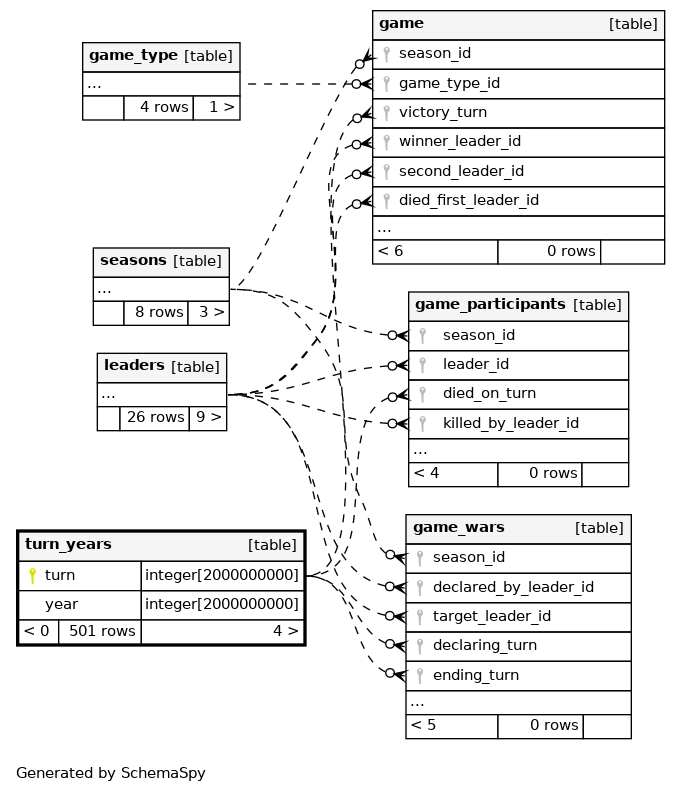 game [table]
season_id
game_type_id
victory_turn
winner_leader_id
second_leader_id
died_first_leader_id
...
< 6 0 rows
game_type [table]
...
4 rows 1 >
seasons [table]
...
8 rows 3 >
game_participants [table]
season_id
leader_id
died_on_turn
killed_by_leader_id
...
< 4 0 rows
leaders [table]
...
26 rows 9 >
game_wars [table]
season_id
declared_by_leader_id
target_leader_id
declaring_turn
ending_turn
...
< 5 0 rows
turn_years [table]
turn integer[2000000000]
year integer[2000000000]
< 0 501 rows 4 >
Generated by SchemaSpy